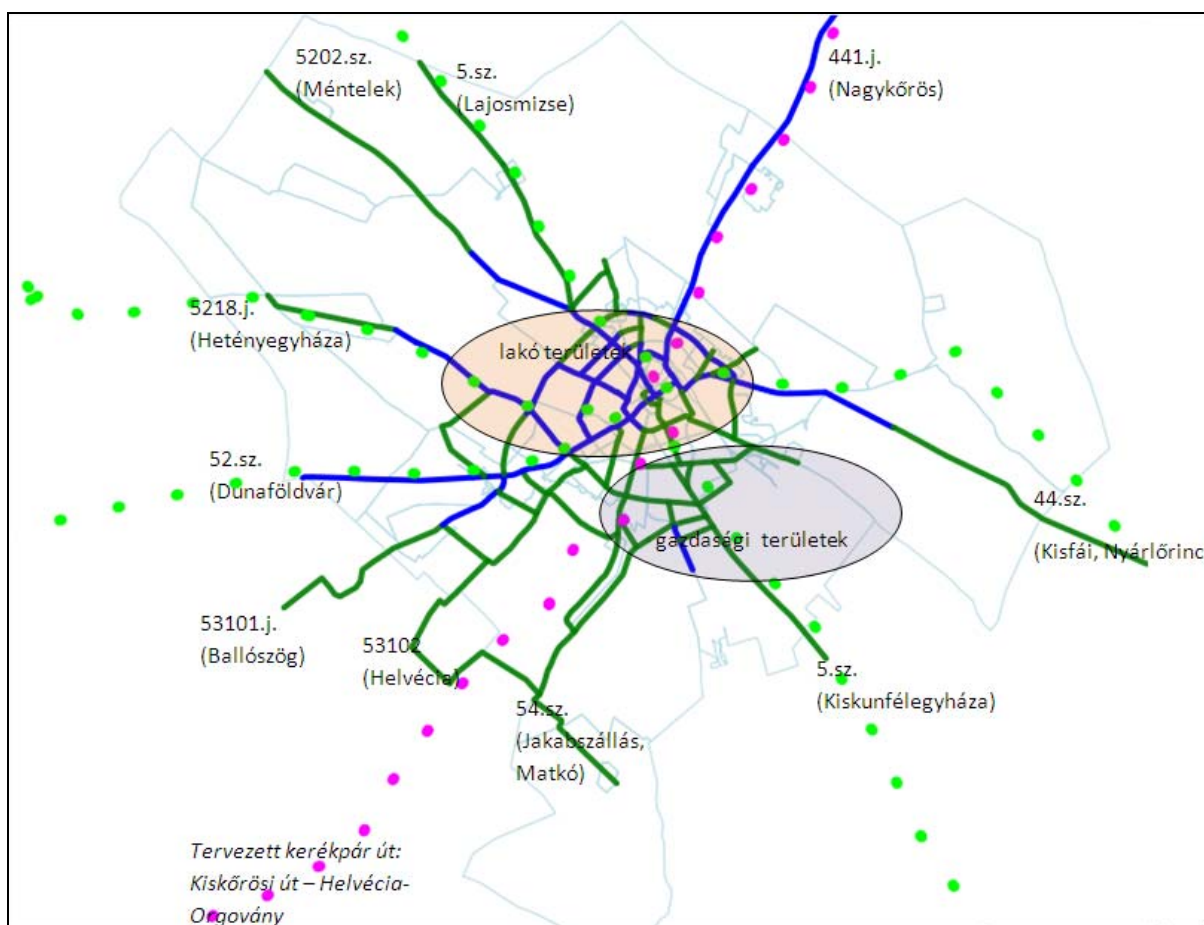 5202.sz.
(Méntelek)
5.sz.
(Lajosmizse)
441.j.
(Nagykőrös)
5218.j.
(Hetényegyháza)
lakó területek
52.sz.
(Dunaföldvár)
44.sz.
(Kisfái, Nyárlőrinc
gazdasági területek
53101.j.
(Ballószög)
53102
(Helvécia)
5.sz.
(Kiskunfélegyháza)
54.sz.
(Jakabszállás,
Matkó)
Tervezett kerékpár út:
Kiskőrösi út – Helvécia-
Orgovány